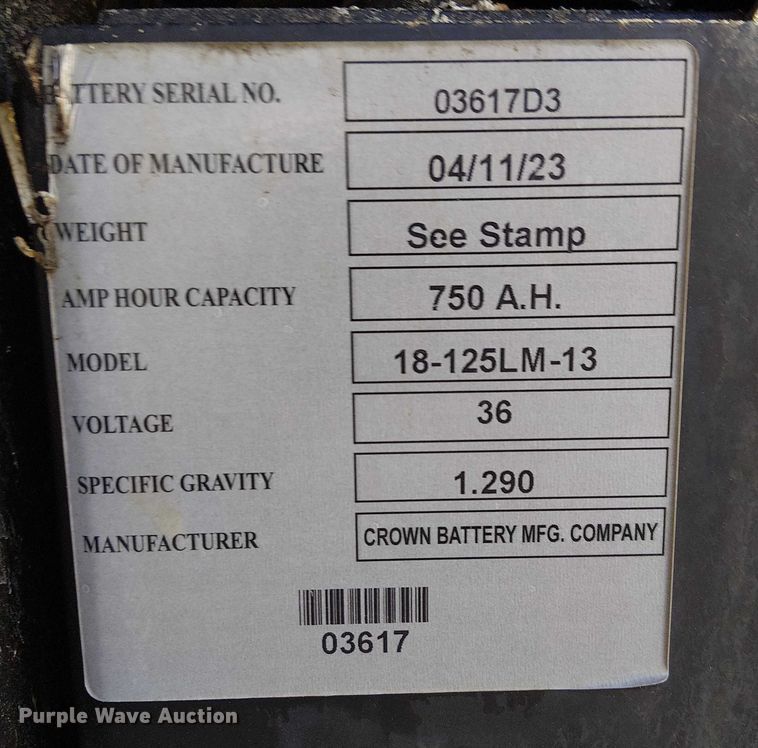 BATTERY SERIAL NO. 03617D3
DATE OF MANUFACTURE 04/11/23
WEIGHT See Stamp
AMP HOUR CAPACITY 750 A.H.
MODEL 18-125LM-13
VOLTAGE 36
SPECIFIC GRAVITY 1.290
MANUFACTURER CROWN BATTERY MFG. COMPANY
03617
Purple Wave Auction